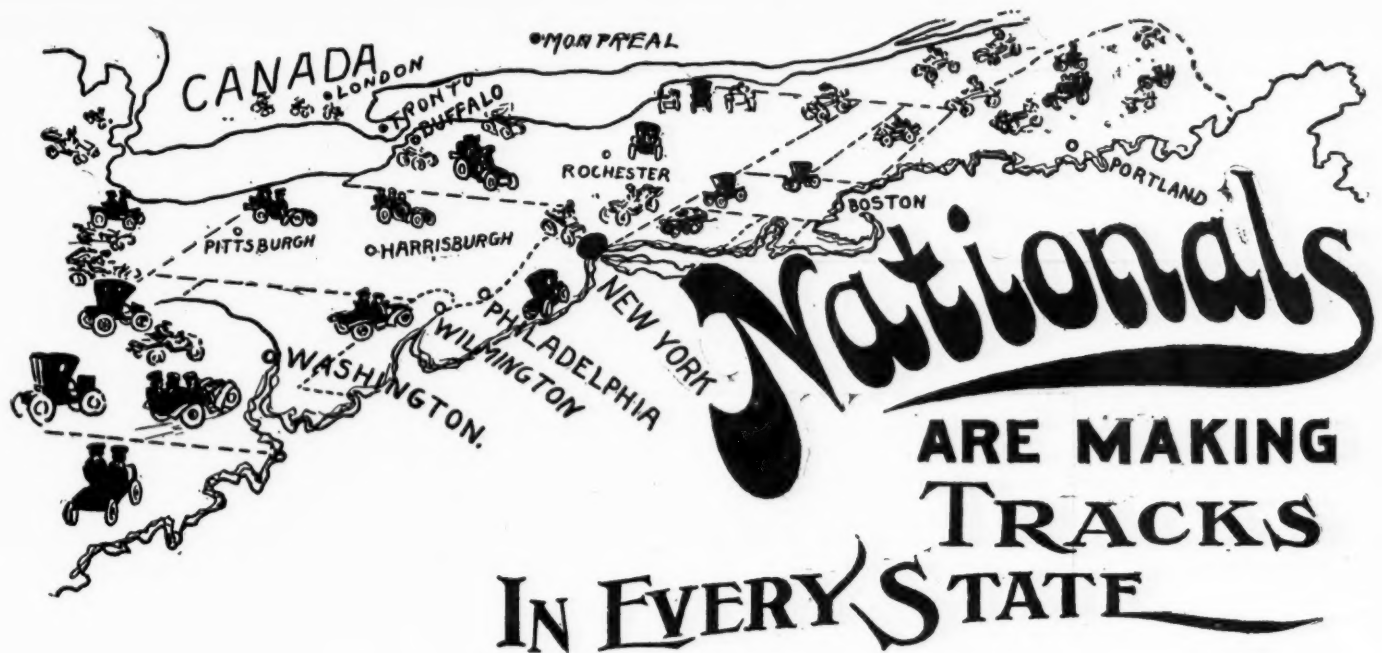 MONTREAL
CANADA
LONDON
TRONTO
BUFFALO
ROCHESTER
PORTLAND
BOSTON
PITTSBURGH
HARRISBURGH
NEW YORK
PHILADELPHIA
WILMINGTON
WASHINGTON.
Nationals
ARE MAKING
TRACKS
IN EVERY STATE